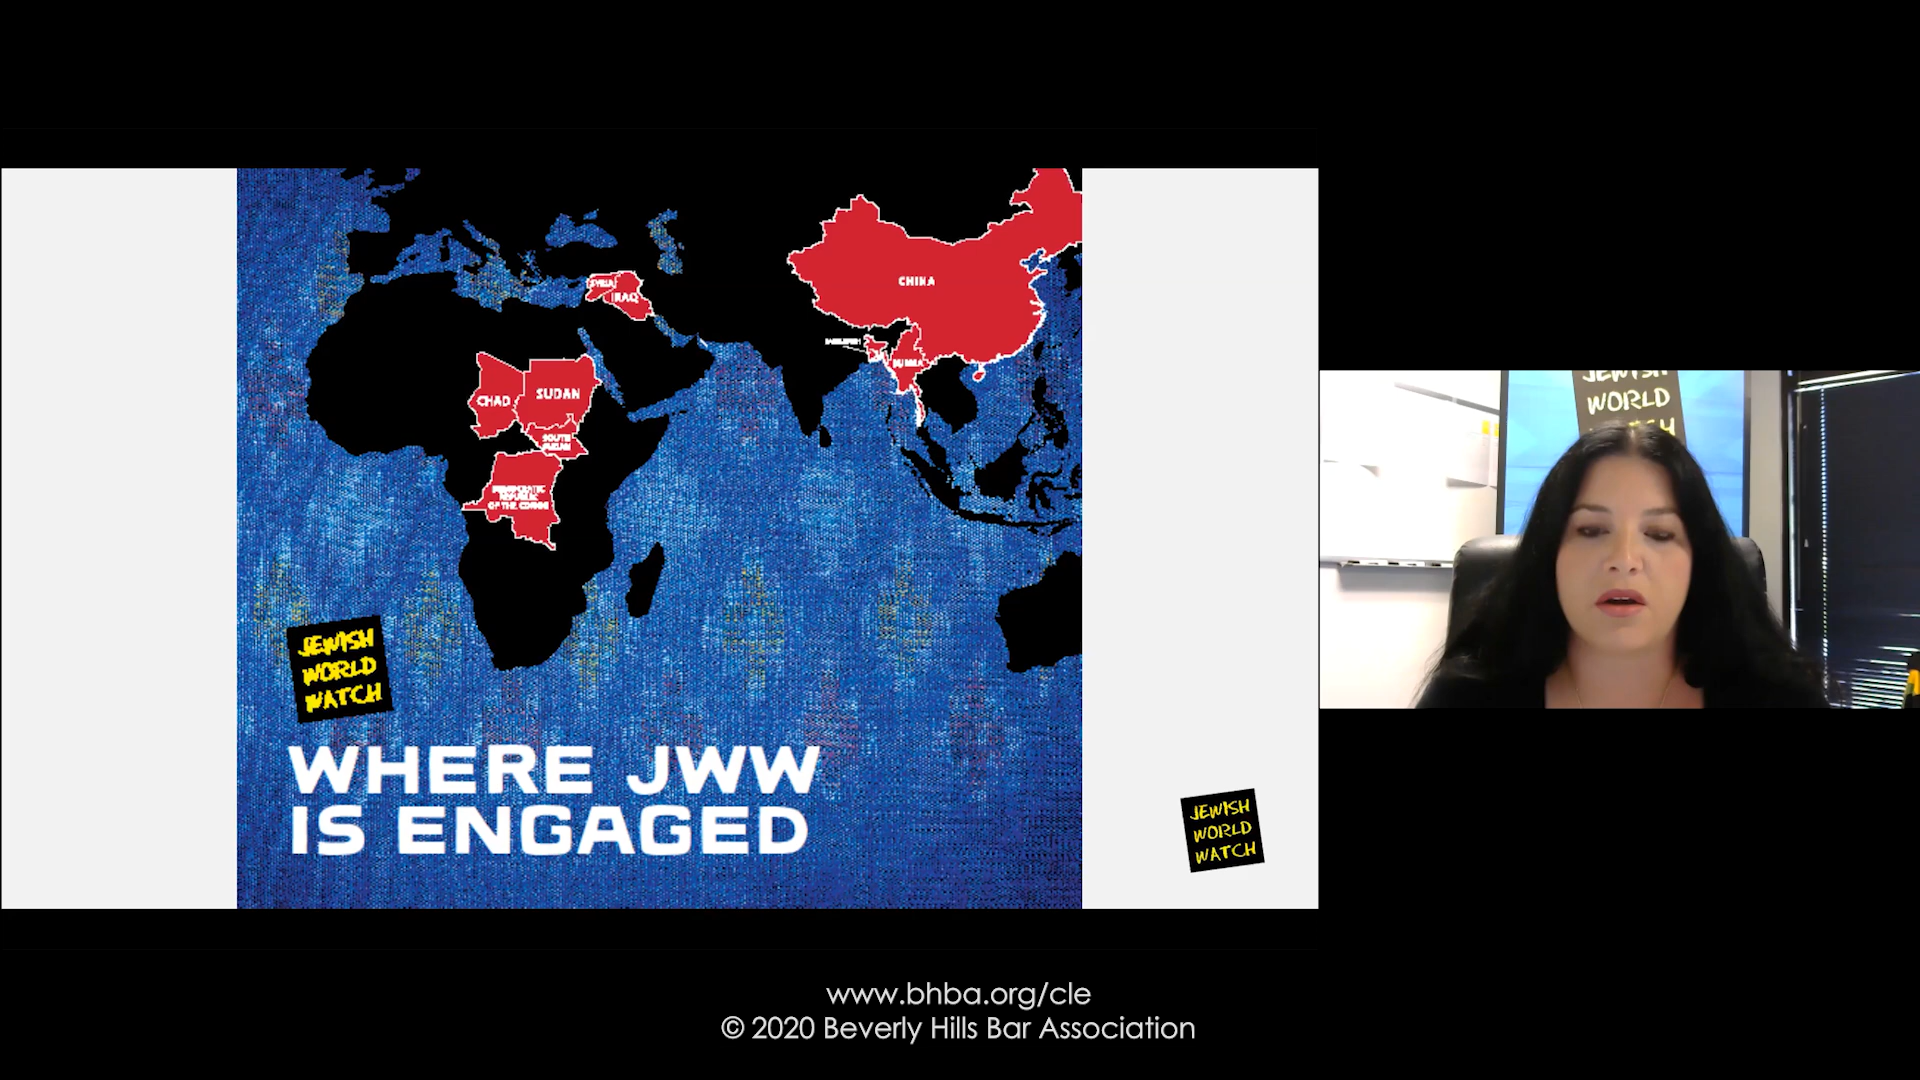 CHINA
SYRIA
IRAQ
BURMA
CHAD
SUDAN
SOUTH
SUDAN
DEMOCRATIC
REPUBLIC
OF THE CONGO
JEWISH
WORLD
WATCH
WHERE JWW
IS ENGAGED
JEWISH
WORLD
WATCH
JEWISH
WORLD
www.bhba.org/cle
© 2020 Beverly Hills Bar Association